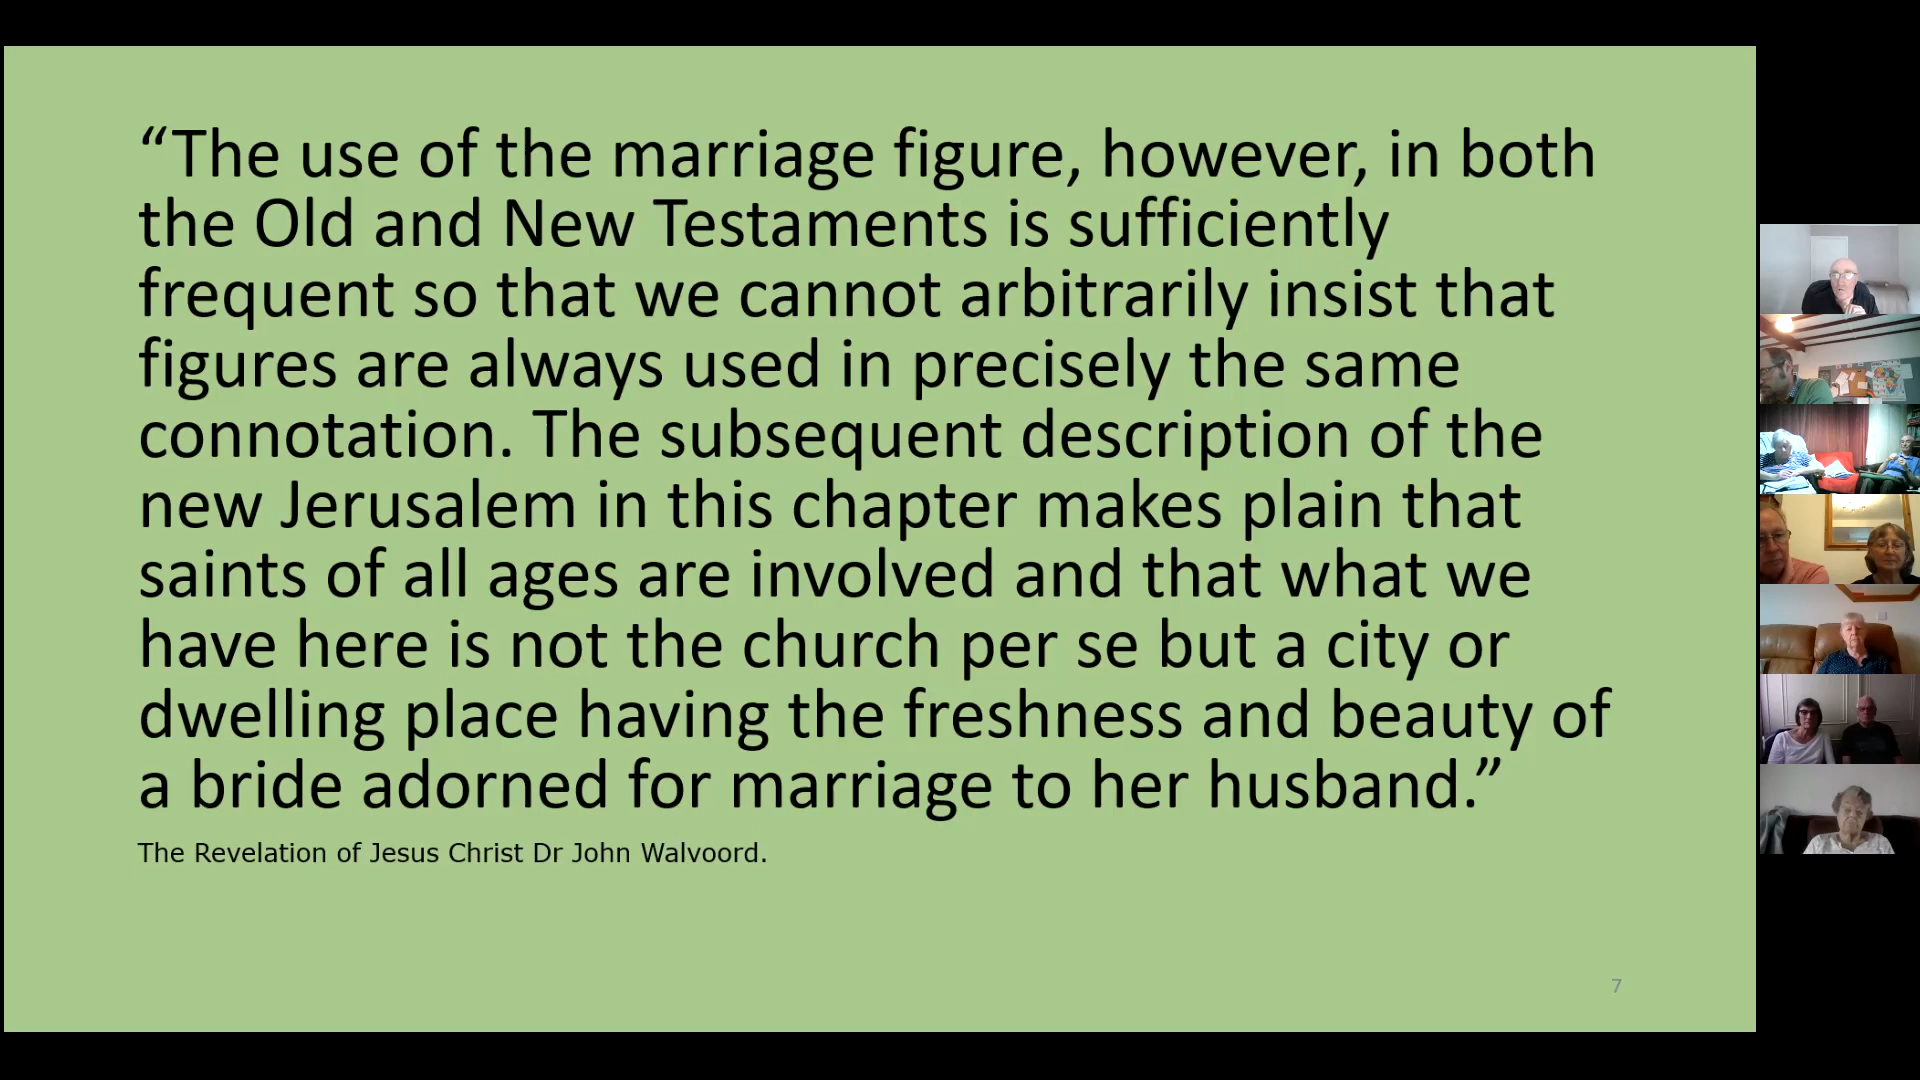 “The use of the marriage figure, however, in both
the Old and New Testaments is sufficiently
frequent so that we cannot arbitrarily insist that
figures are always used in precisely the same
connotation. The subsequent description of the
new Jerusalem in this chapter makes plain that
saints of all ages are involved and that what we
have here is not the church per se but a city or
dwelling place having the freshness and beauty of
a bride adorned for marriage to her husband.”
The Revelation of Jesus Christ Dr John Walvoord.
7